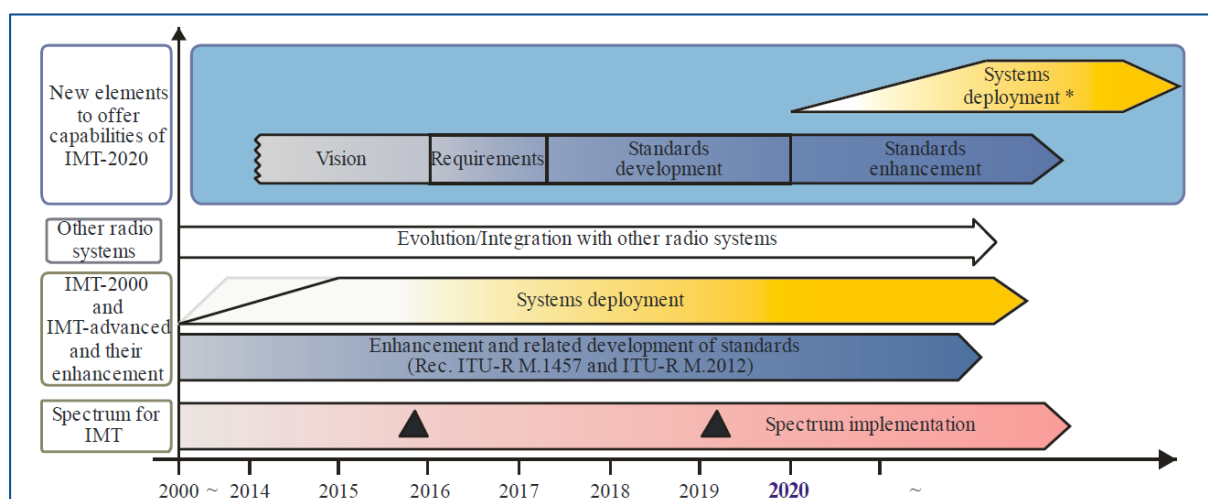 New elements
to offer
capabilities of
IMT-2020
Systems
deployment *
Vision
Requirements
Standards
development
Standards
enhancement
Other radio
systems
Evolution/Integration with other radio systems
IMT-2000
and
IMT-advanced
and their
enhancement
Systems deployment
Enhancement and related development of standards
(Rec. ITU-R M.1457 and ITU-R M.2012)
Spectrum for
IMT
Spectrum implementation
2000 ~ 2014 2015 2016 2017 2018 2019 2020 ~